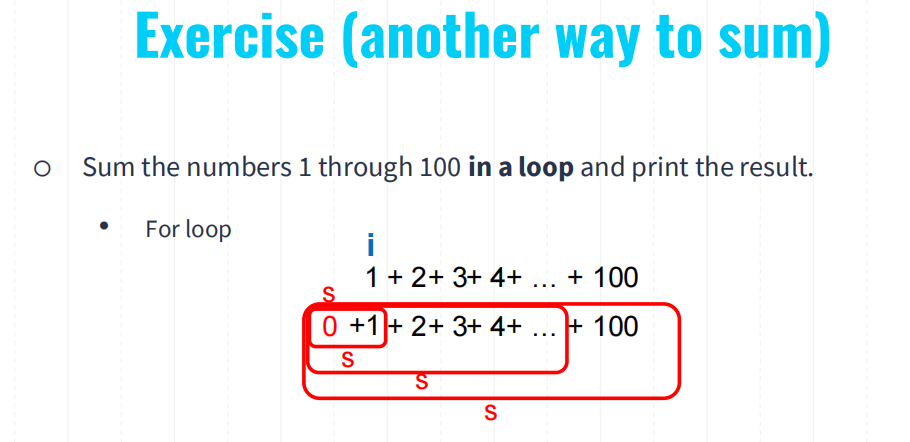 Exercise (another way to sum)
○ Sum the numbers 1 through 100 in a loop and print the result.
• For loop
i
1 + 2+ 3+ 4+ … + 100
s
0 +1+ 2+ 3+ 4+ … + 100
s
s
s